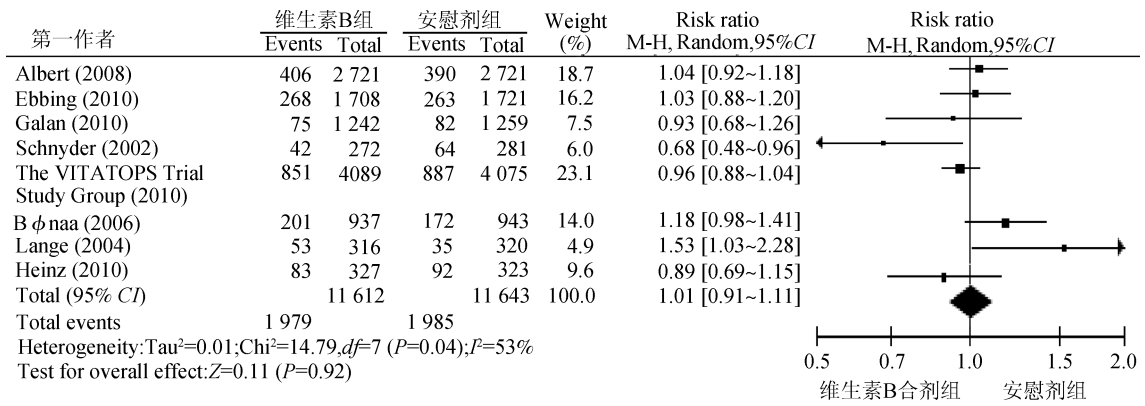 维生素B组 安慰剂组 Weight Risk ratio Risk ratio
第一作者 Events Total Events Total (%) M-H, Random,95%CI M-H, Random,95%CI
Albert (2008) 406 2 721 390 2 721 18.7 1.04 [0.92~1.18]
Ebbing (2010) 268 1 708 263 1 721 16.2 1.03 [0.88~1.20]
Galan (2010) 75 1 242 82 1 259 7.5 0.93 [0.68~1.26]
Schnyder (2002) 42 272 64 281 6.0 0.68 [0.48~0.96]
The VITATOPS Trial 851 4089 887 4 075 23.1 0.96 [0.88~1.04]
Study Group (2010)
Bϕnaa (2006) 201 937 172 943 14.0 1.18 [0.98~1.41]
Lange (2004) 53 316 35 320 4.9 1.53 [1.03~2.28]
Heinz (2010) 83 327 92 323 9.6 0.89 [0.69~1.15]
Total (95% CI) 11 612 11 643 100.0 1.01 [0.91~1.11]
Total events 1 979 1 985
Heterogeneity:Tau²=0.01;Chi²=14.79,df=7 (P=0.04);I²=53%
Test for overall effect:Z=0.11 (P=0.92)
0.5 0.7 1.0 1.5 2.0
维生素B合剂组 安慰剂组